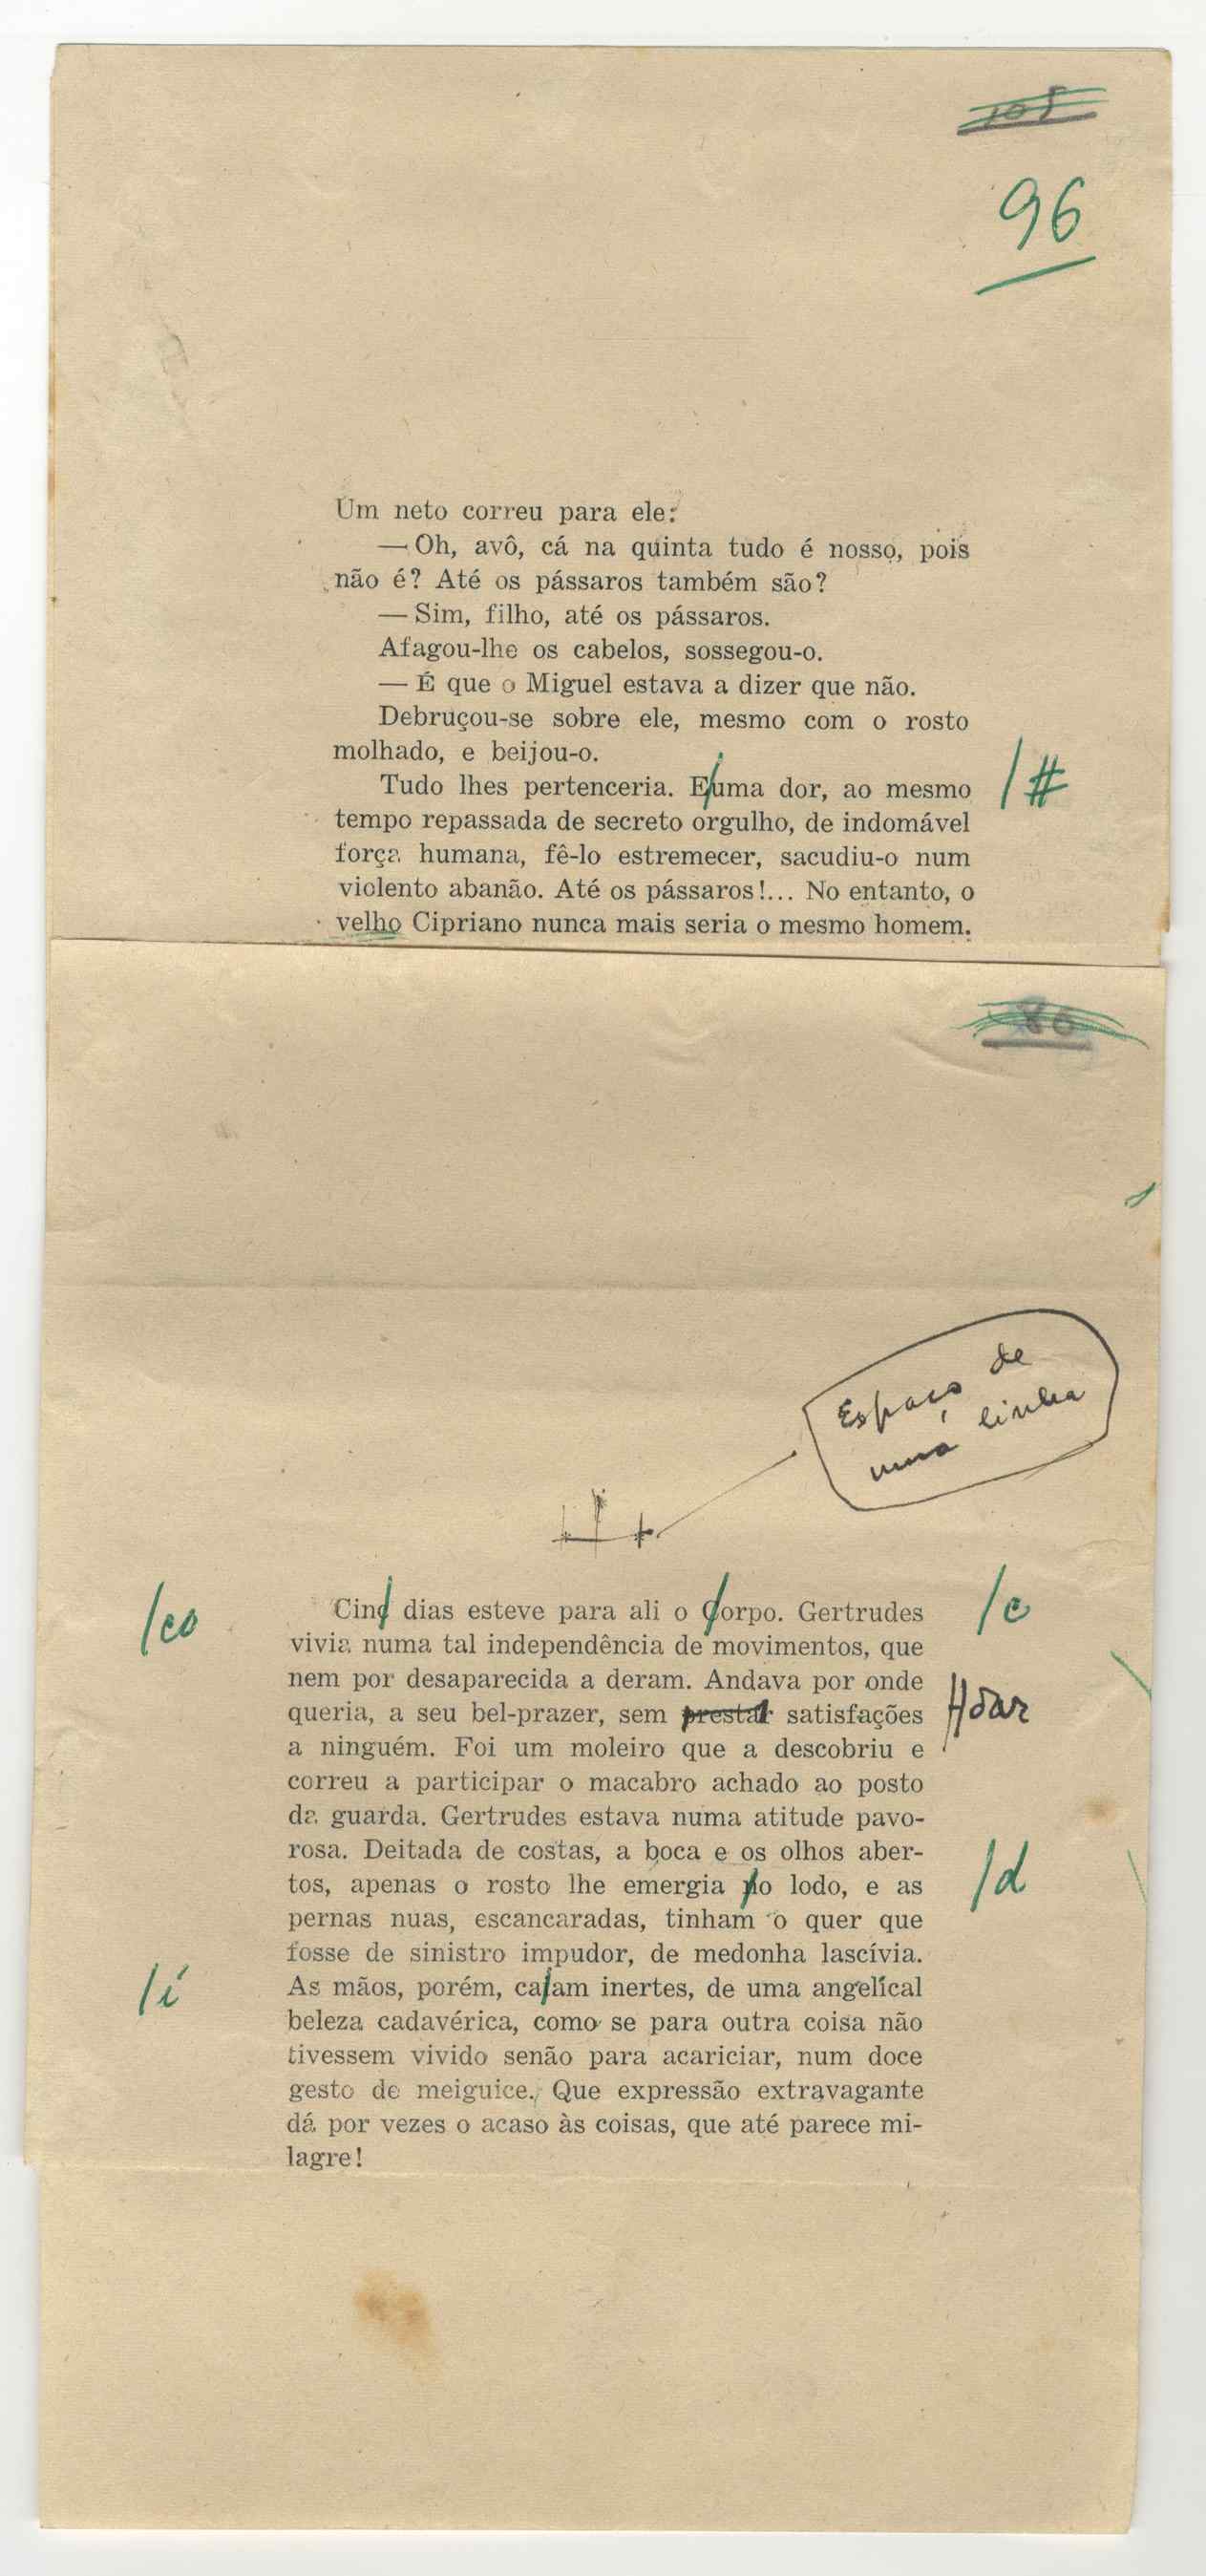 105
96
Um neto correu para ele:
— Oh, avô, cá na quinta tudo é nosso, pois
não é? Até os pássaros também são?
— Sim, filho, até os pássaros.
Afagou-lhe os cabelos, sossegou-o.
— É que o Miguel estava a dizer que não.
Debruçou-se sobre ele, mesmo com o rosto
molhado, e beijou-o.
Tudo lhes pertenceria. E/uma dor, ao mesmo /#
tempo repassada de secreto orgulho, de indomável
força humana, fê-lo estremecer, sacudiu-o num
violento abanão. Até os pássaros!... No entanto, o
velho Cipriano nunca mais seria o mesmo homem.
86
Espaço de
uma linha
/co Cinq dias esteve para ali o Corpo. Gertrudes /c
vivia numa tal independência de movimentos, que
nem por desaparecida a deram. Andava por onde
queria, a seu bel-prazer, sem prestar satisfações H dar
a ninguém. Foi um moleiro que a descobriu e
correu a participar o macabro achado ao posto
da guarda. Gertrudes estava numa atitude pavo-
rosa. Deitada de costas, a boca e os olhos aber-
tos, apenas o rosto lhe emergia no lodo, e as /d
pernas nuas, escancaradas, tinham o quer que
fosse de sinistro impudor, de medonha lascívia.
/í As mãos, porém, caíam inertes, de uma angelical
beleza cadavérica, como se para outra coisa não
tivessem vivido senão para acariciar, num doce
gesto de meiguice. Que expressão extravagante
dá por vezes o acaso às coisas, que até parece mi-
lagre!